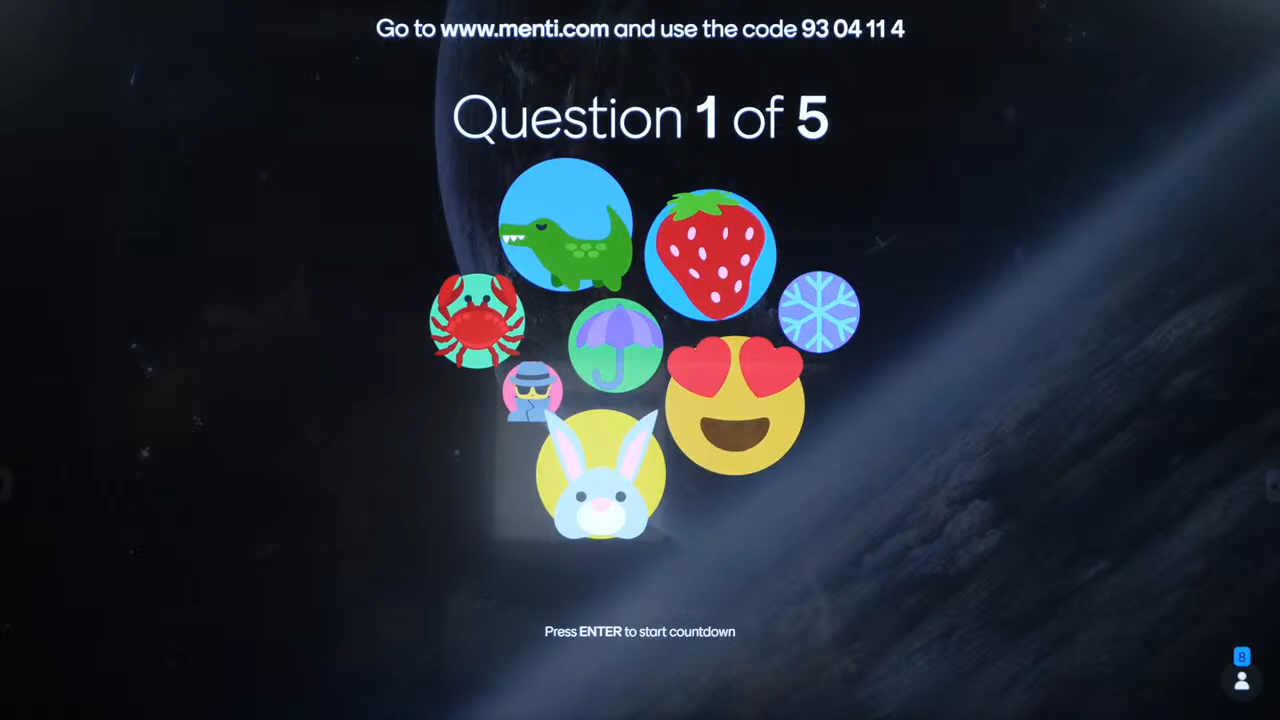 Go to www.menti.com and use the code 93 04 11 4
Question 1 of 5
Press ENTER to start countdown
8